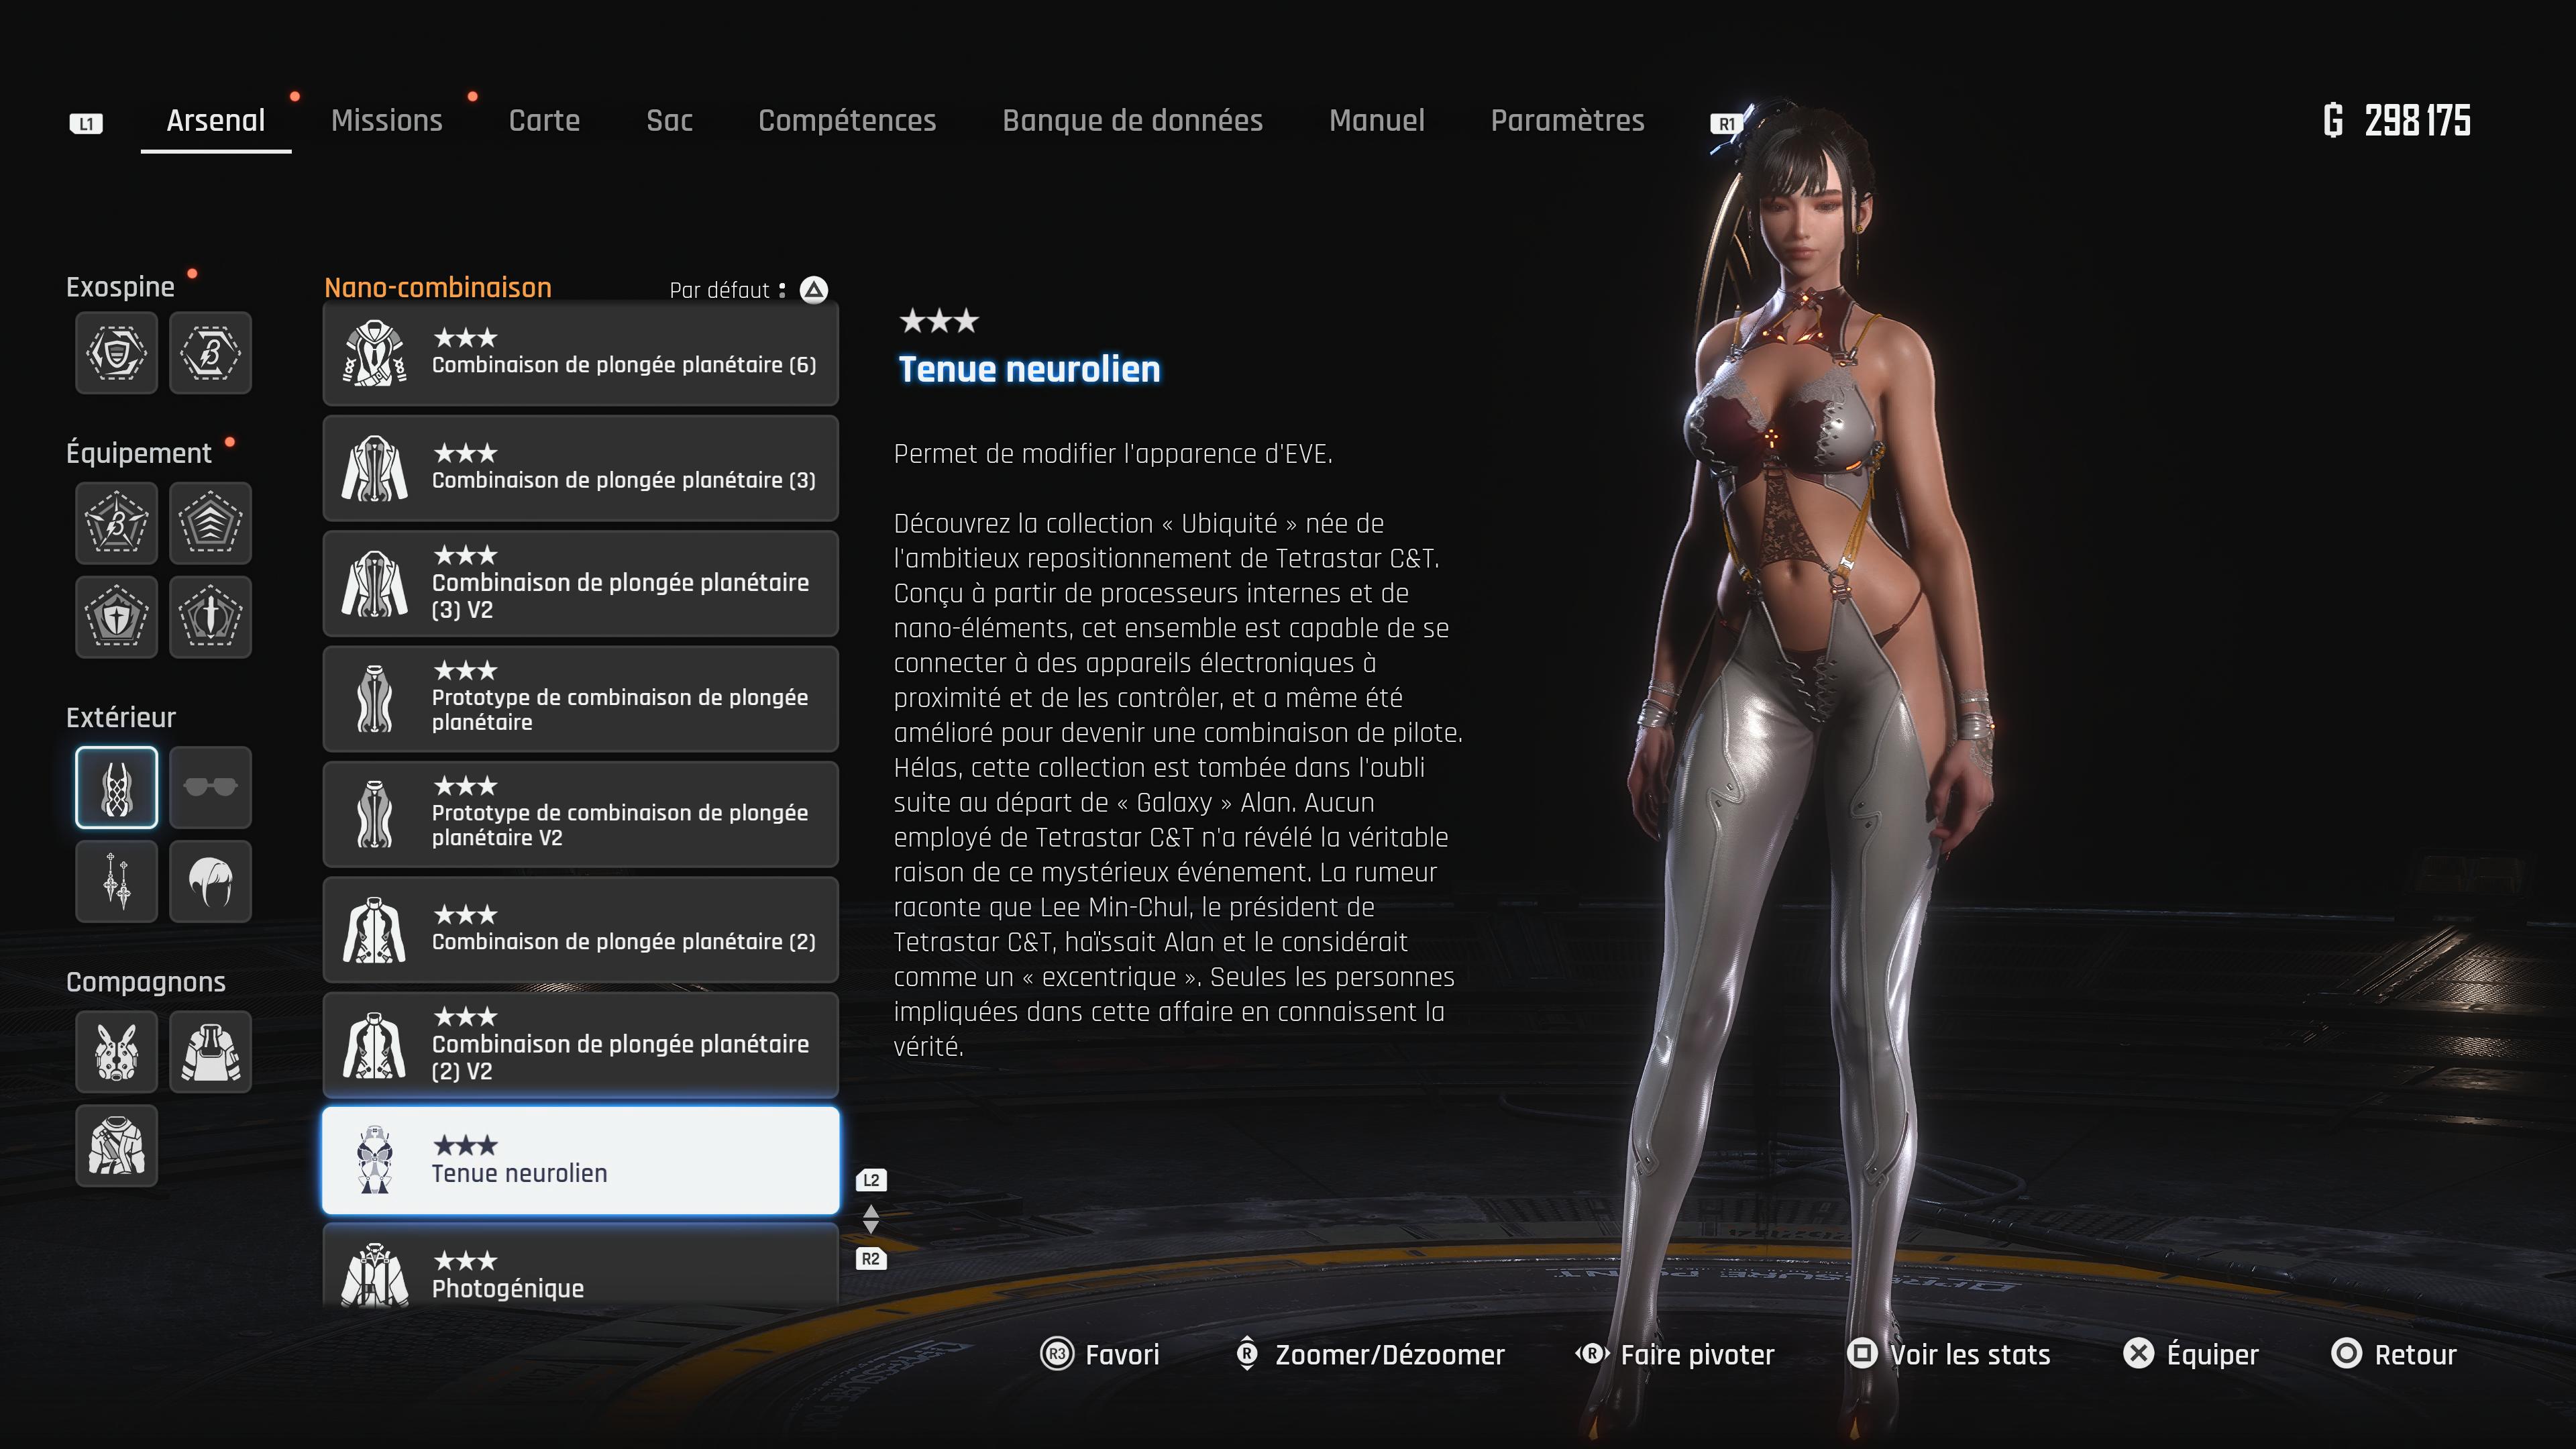 L1 Arsenal Missions Carte Sac Compétences Banque de données Manuel Paramètres R1 G 298 175
Exospine
Équipement
Extérieur
Compagnons
Nano-combinaison Par défaut :
★★★
Combinaison de plongée planétaire (6)
★★★
Combinaison de plongée planétaire (3)
★★★
Combinaison de plongée planétaire
(3) V2
★★★
Prototype de combinaison de plongée
planétaire
★★★
Prototype de combinaison de plongée
planétaire V2
★★★
Combinaison de plongée planétaire (2)
★★★
Combinaison de plongée planétaire
(2) V2
★★★
Tenue neurolien
★★★
Photogénique
L2
R2
★★★
Tenue neurolien
Permet de modifier l'apparence d'EVE.
Découvrez la collection « Ubiquité » née de
l'ambitieux repositionnement de Tetrastar C&T.
Conçu à partir de processeurs internes et de
nano-éléments, cet ensemble est capable de se
connecter à des appareils électroniques à
proximité et de les contrôler, et a même été
amélioré pour devenir une combinaison de pilote.
Hélas, cette collection est tombée dans l'oubli
suite au départ de « Galaxy » Alan. Aucun
employé de Tetrastar C&T n'a révélé la véritable
raison de ce mystérieux événement. La rumeur
raconte que Lee Min-Chul, le président de
Tetrastar C&T, haïssait Alan et le considérait
comme un « excentrique ». Seules les personnes
impliquées dans cette affaire en connaissent la
vérité.
R3 Favori R Zoomer/Dézoomer R Faire pivoter Voir les stats Équiper Retour